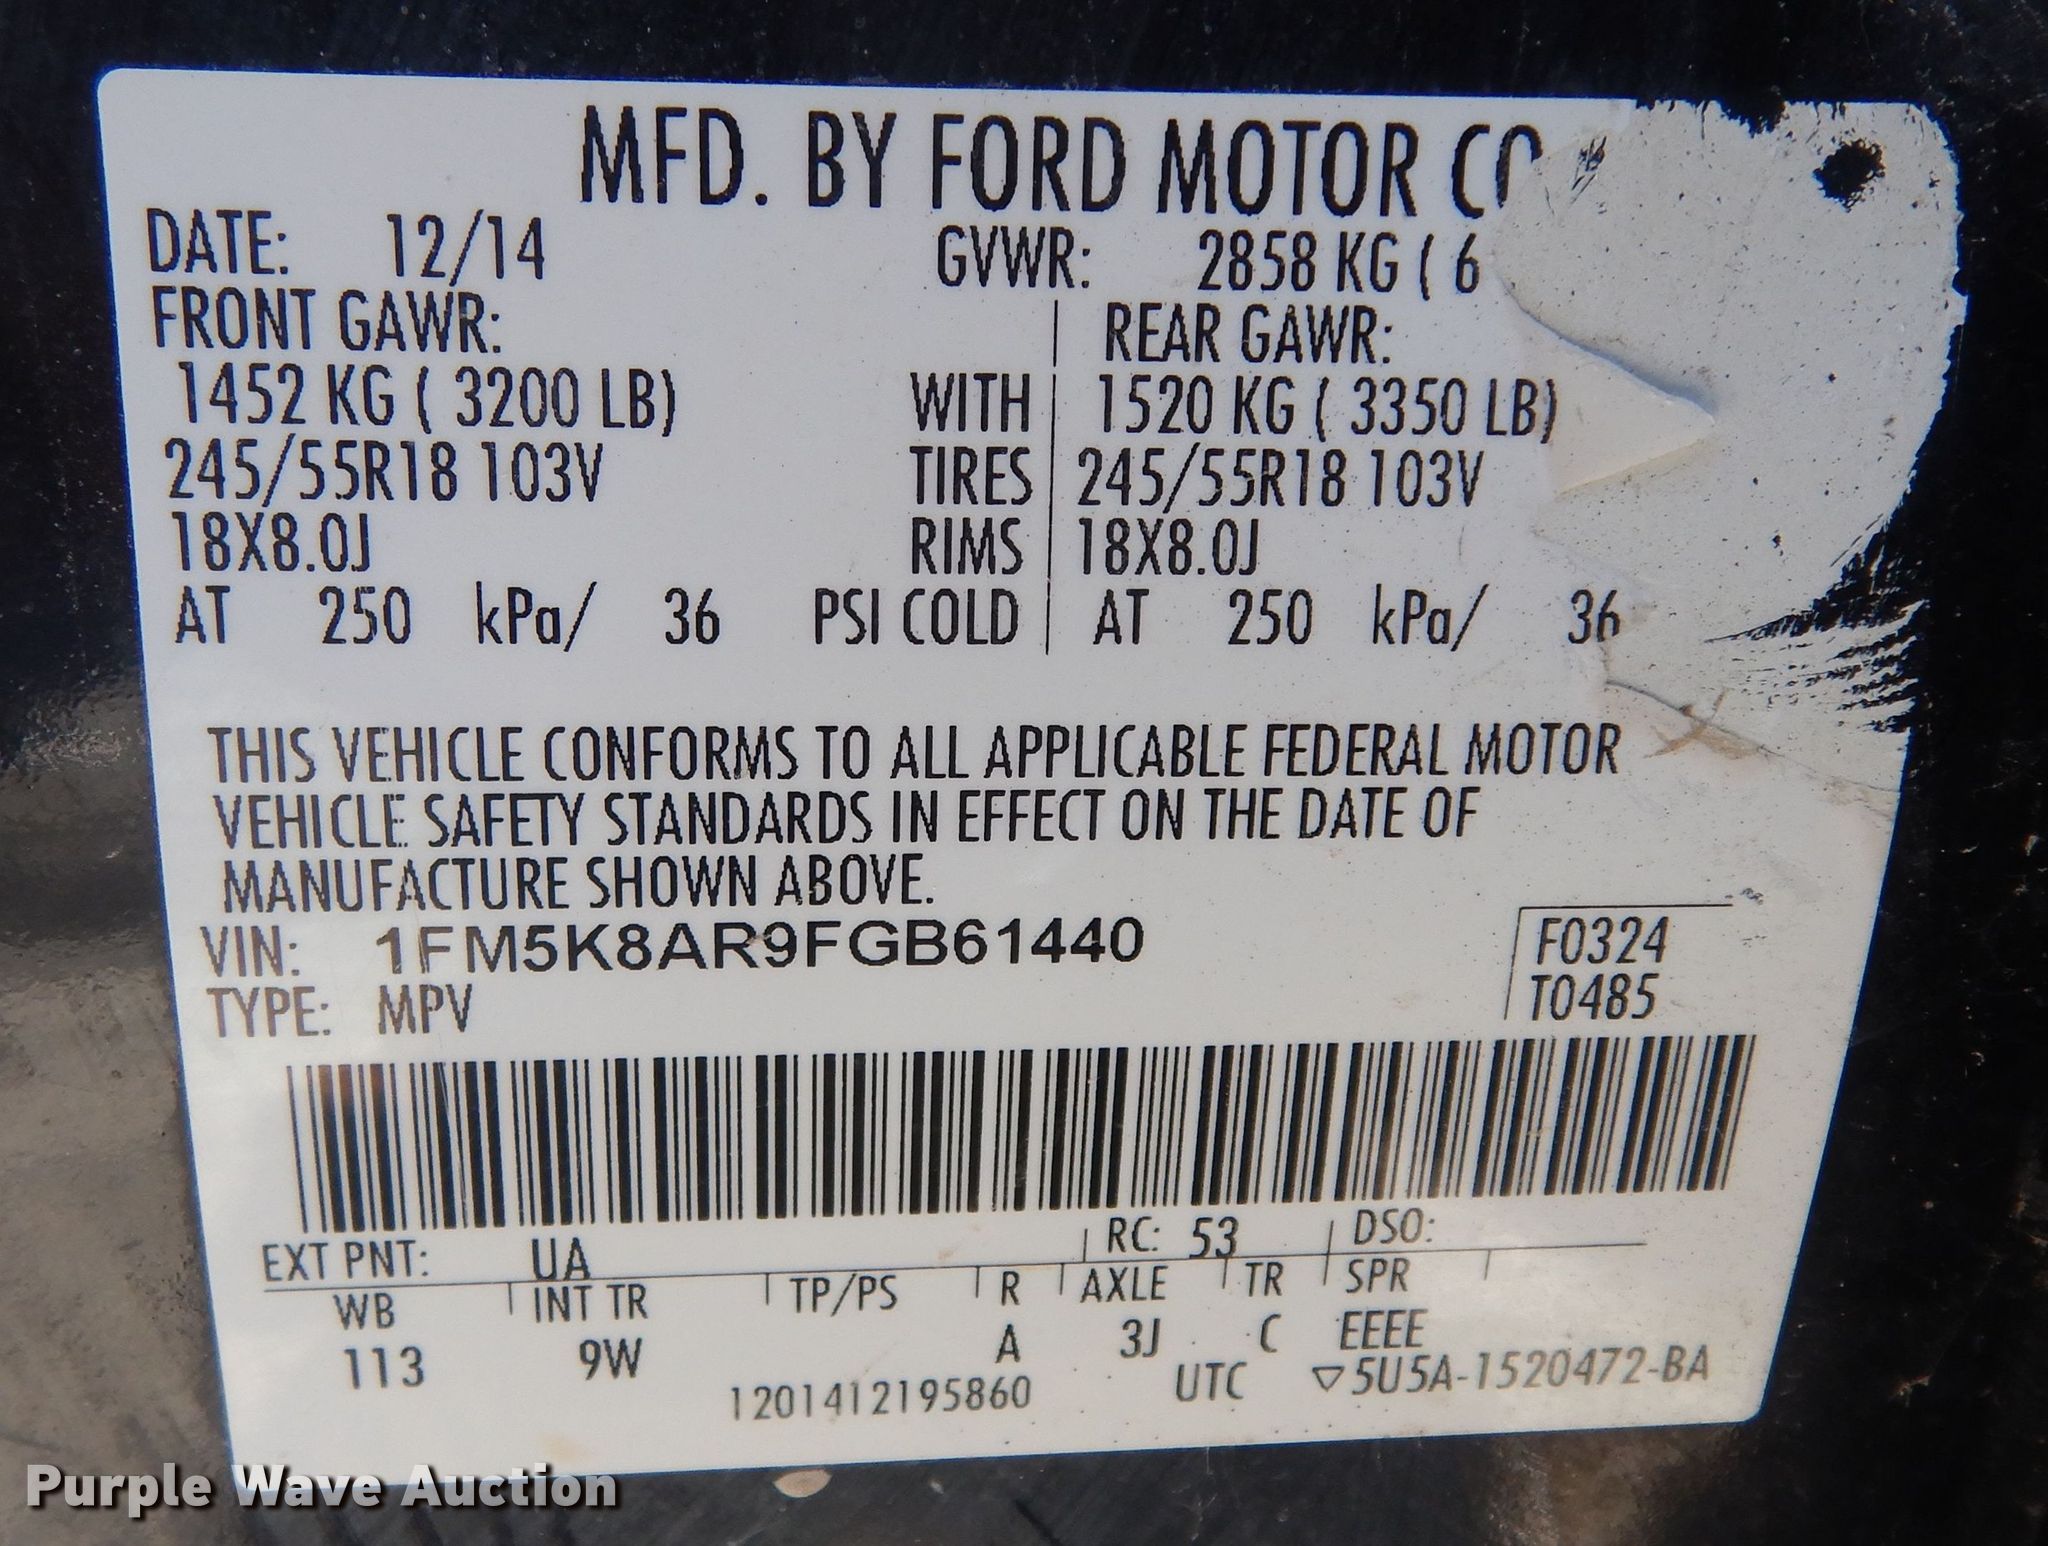 MFD. BY FORD MOTOR CO
DATE: 12/14 GVWR: 2858 KG ( 6
FRONT GAWR: REAR GAWR:
1452 KG ( 3200 LB) WITH 1520 KG ( 3350 LB)
245/55R18 103V TIRES 245/55R18 103V
18X8.0J RIMS 18X8.0J
AT 250 kPa/ 36 PSI COLD AT 250 kPa/ 36
THIS VEHICLE CONFORMS TO ALL APPLICABLE FEDERAL MOTOR
VEHICLE SAFETY STANDARDS IN EFFECT ON THE DATE OF
MANUFACTURE SHOWN ABOVE.
VIN: 1FM5K8AR9FGB61440 F0324
TYPE: MPV T0485
EXT PNT: UA RC: 53 DSO:
WB INT TR TP/PS R AXLE TR SPR
113 9W A 3J C EEEE
1201412195860 UTC ▽5U5A-1520472-BA
Purple Wave Auction